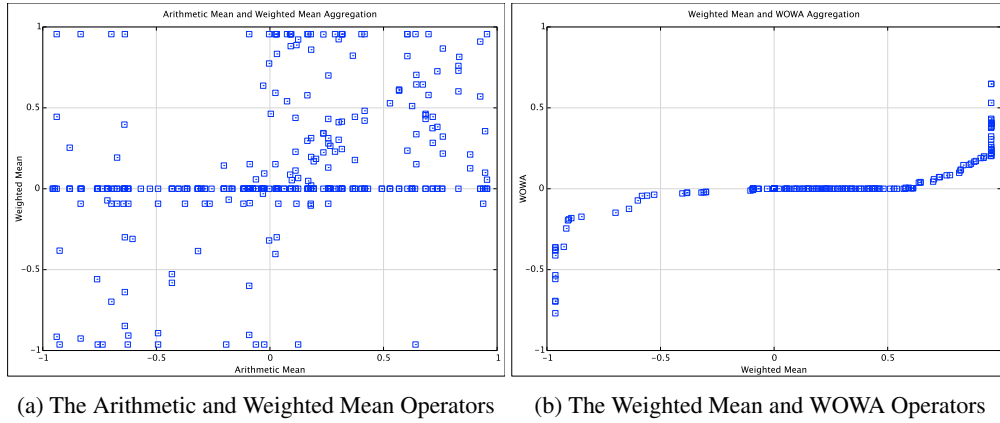 Arithmetic Mean and Weighted Mean Aggregation
1
0.5
0
−0.5
−1
Weighted Mean
−1
−0.5
0
0.5
1
Arithmetic Mean
Weighted Mean and WOWA Aggregation
1
0.5
0
−0.5
−1
WOWA
−1
−0.5
0
0.5
Weighted Mean
(a) The Arithmetic and Weighted Mean Operators
(b) The Weighted Mean and WOWA Operators